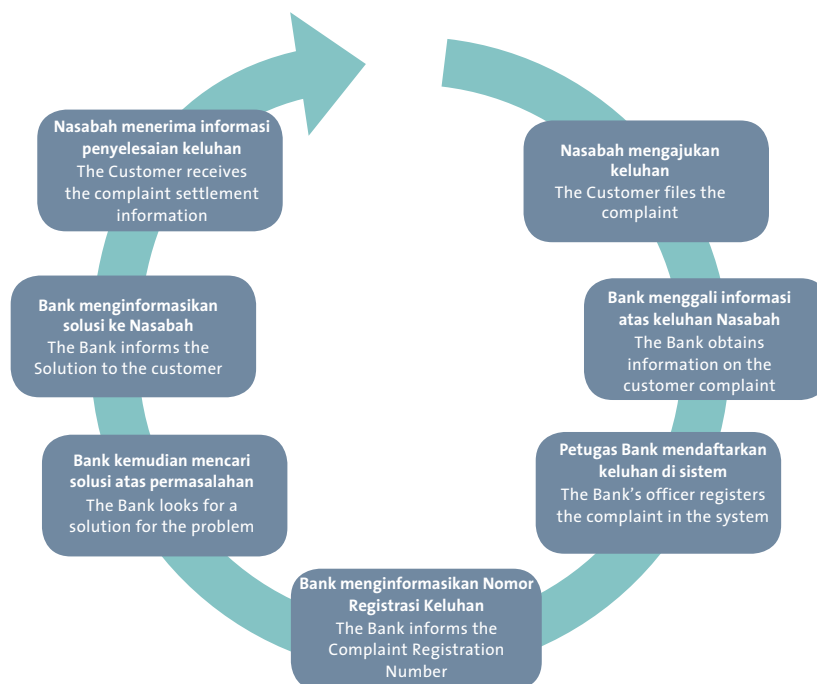 Nasabah mengajukan
keluhan
The Customer files the
complaint
Bank menggali informasi
atas keluhan Nasabah
The Bank obtains
information on the
customer complaint
Petugas Bank mendaftarkan
keluhan di sistem
The Bank's officer registers
the complaint in the system
Bank menginformasikan Nomor
Registrasi Keluhan
The Bank informs the
Complaint Registration
Number
Bank kemudian mencari
solusi atas permasalahan
The Bank looks for a
solution for the problem
Bank menginformasikan
solusi ke Nasabah
The Bank informs the
Solution to the customer
Nasabah menerima informasi
penyelesaian keluhan
The Customer receives
the complaint settlement
information